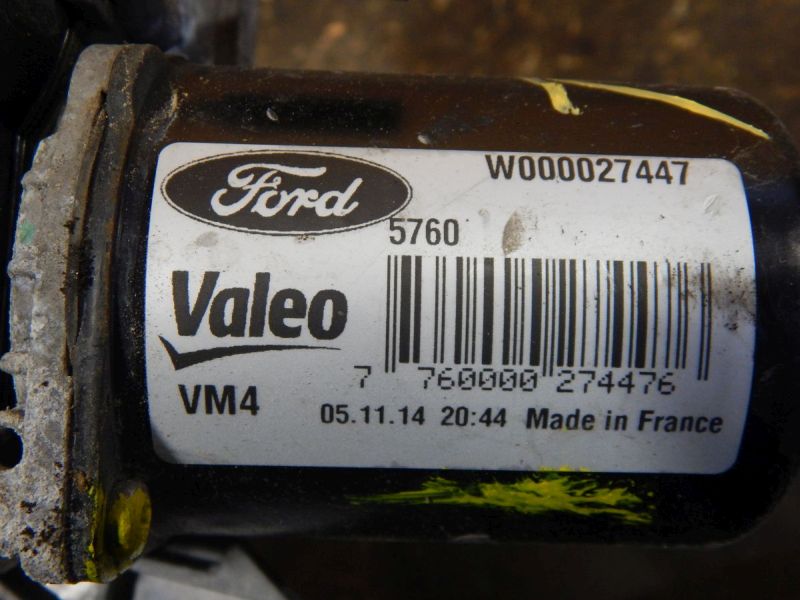 Ford
W000027447
5760
Valeo
7 760000 274476
VM4
05.11.14 20:44 Made in France